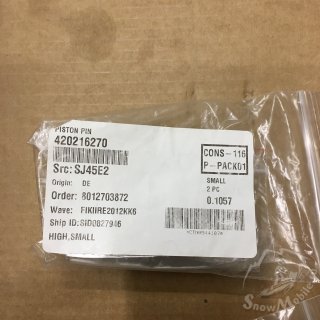 PISTON PIN
420216270
Src: SJ45E2
Origin: DE
Order: 8012703872
Wave: FIKIIRE2012KK6
Ship ID: SID0827946
HIGH, SMALL
CONS-116
P-PACK01
SMALL
2 PC
0.1057
SnowMobile